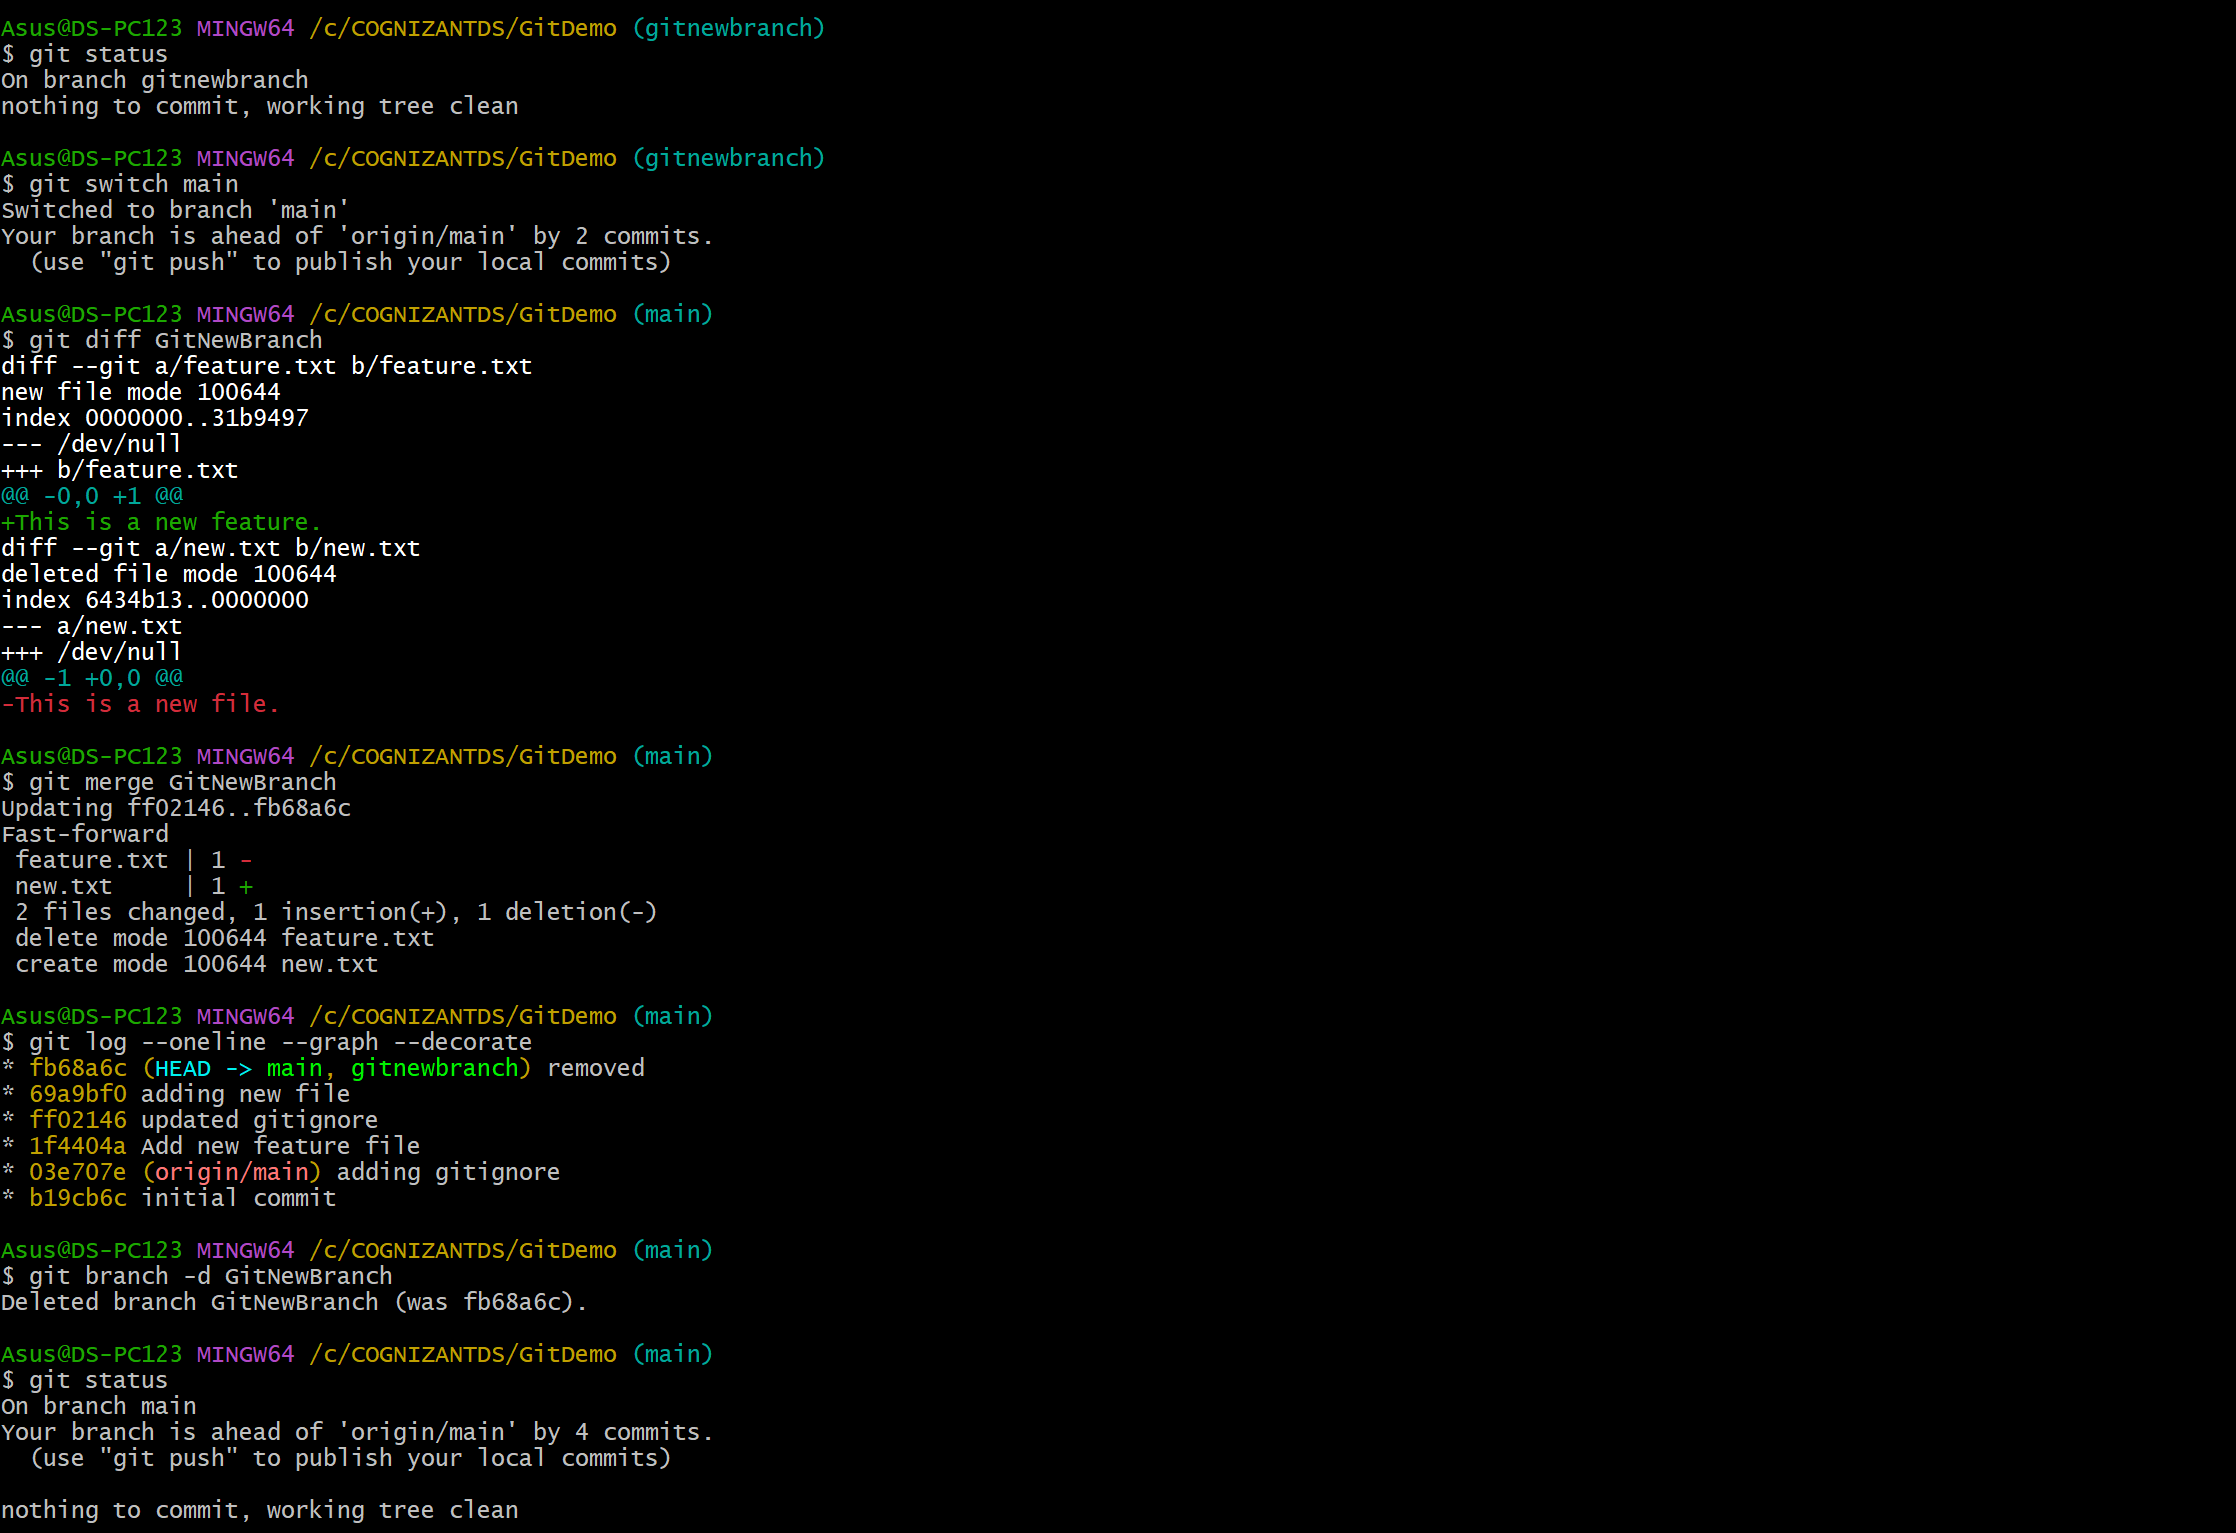 Asus@DS-PC123 MINGW64 /c/COGNIZANTDS/GitDemo (gitnewbranch)
$ git status
On branch gitnewbranch
nothing to commit, working tree clean

Asus@DS-PC123 MINGW64 /c/COGNIZANTDS/GitDemo (gitnewbranch)
$ git switch main
Switched to branch 'main'
Your branch is ahead of 'origin/main' by 2 commits.
  (use "git push" to publish your local commits)

Asus@DS-PC123 MINGW64 /c/COGNIZANTDS/GitDemo (main)
$ git diff GitNewBranch
diff --git a/feature.txt b/feature.txt
new file mode 100644
index 0000000..31b9497
--- /dev/null
+++ b/feature.txt
@@ -0,0 +1 @@
+This is a new feature.
diff --git a/new.txt b/new.txt
deleted file mode 100644
index 6434b13..0000000
--- a/new.txt
+++ /dev/null
@@ -1 +0,0 @@
-This is a new file.

Asus@DS-PC123 MINGW64 /c/COGNIZANTDS/GitDemo (main)
$ git merge GitNewBranch
Updating ff02146..fb68a6c
Fast-forward
 feature.txt | 1 -
 new.txt     | 1 +
 2 files changed, 1 insertion(+), 1 deletion(-)
 delete mode 100644 feature.txt
 create mode 100644 new.txt

Asus@DS-PC123 MINGW64 /c/COGNIZANTDS/GitDemo (main)
$ git log --oneline --graph --decorate
* fb68a6c (HEAD -> main, gitnewbranch) removed
* 69a9bf0 adding new file
* ff02146 updated gitignore
* 1f4404a Add new feature file
* 03e707e (origin/main) adding gitignore
* b19cb6c initial commit

Asus@DS-PC123 MINGW64 /c/COGNIZANTDS/GitDemo (main)
$ git branch -d GitNewBranch
Deleted branch GitNewBranch (was fb68a6c).

Asus@DS-PC123 MINGW64 /c/COGNIZANTDS/GitDemo (main)
$ git status
On branch main
Your branch is ahead of 'origin/main' by 4 commits.
  (use "git push" to publish your local commits)

nothing to commit, working tree clean